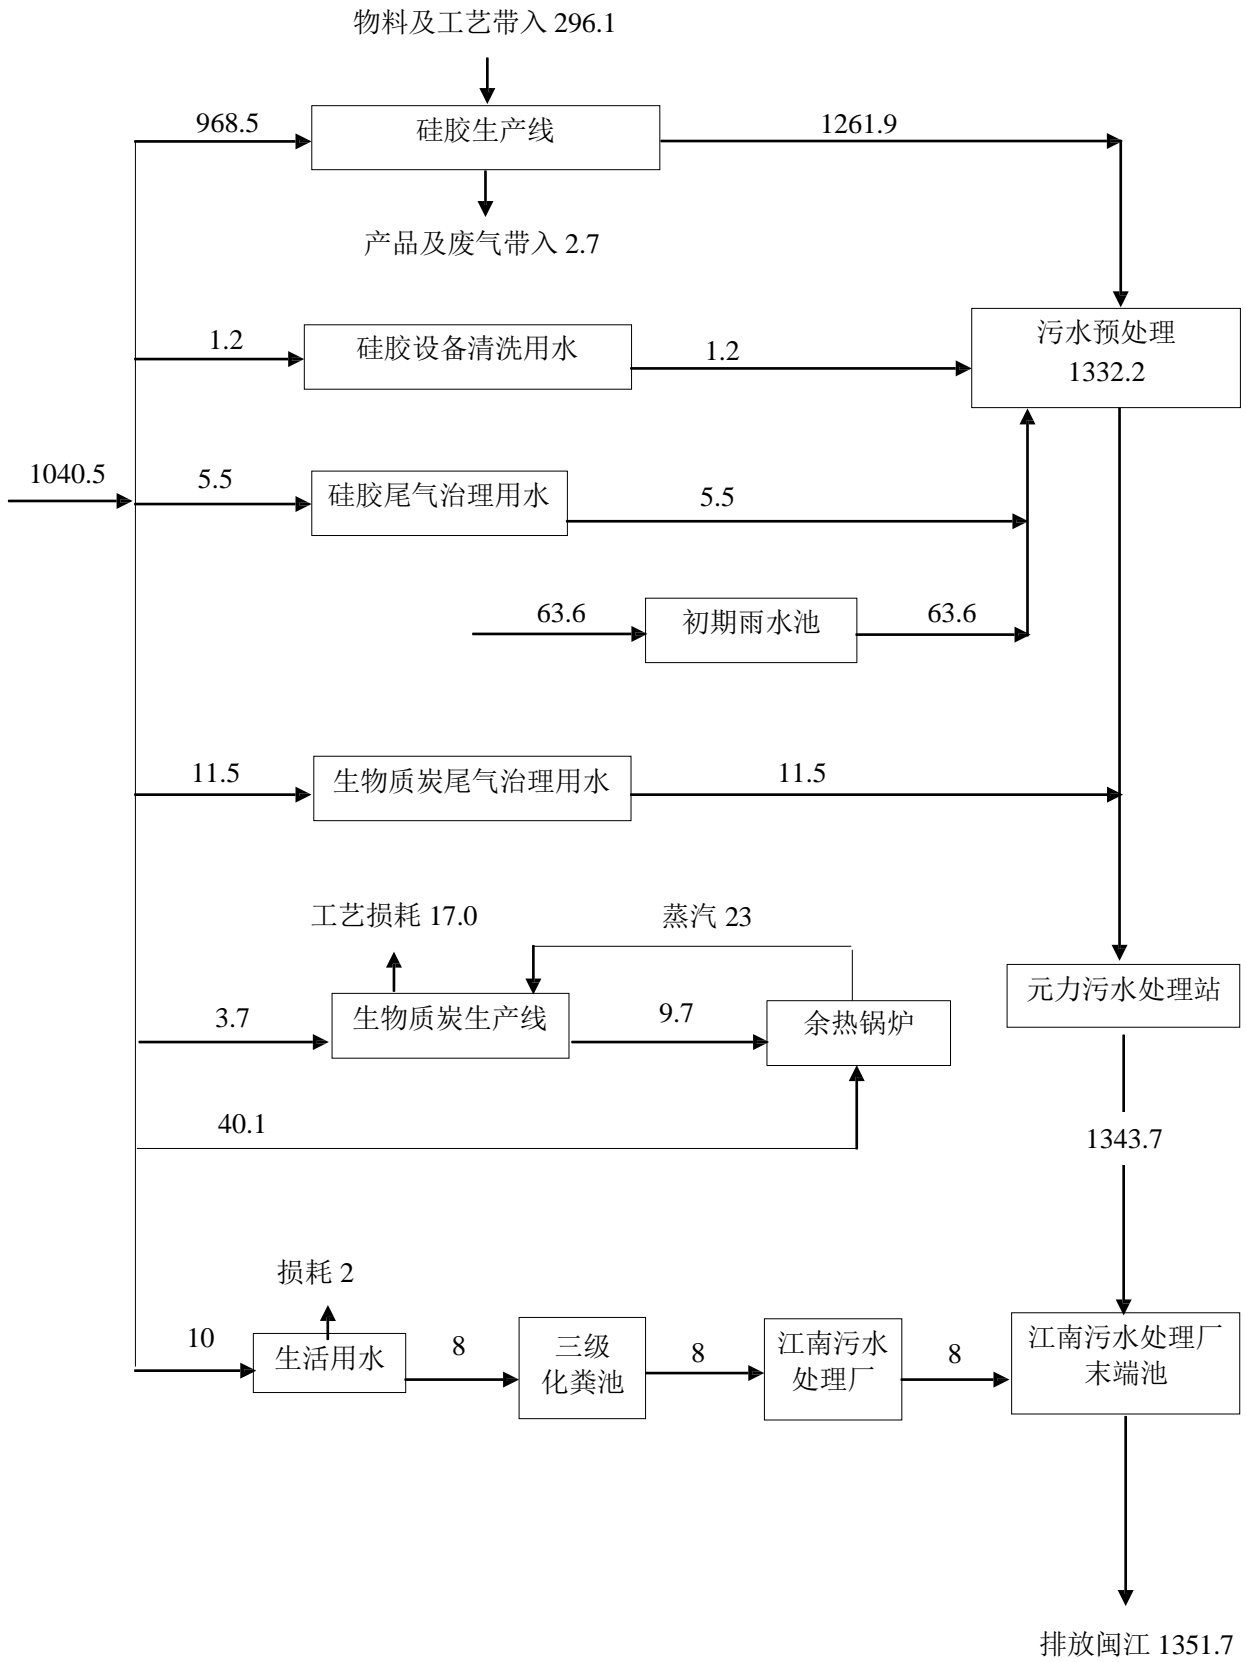 物料及工艺带入 296.1
968.5
硅胶生产线
1261.9
产品及废气带入 2.7
1.2
硅胶设备清洗用水
1.2
污水预处理
1332.2
1040.5
5.5
硅胶尾气治理用水
5.5
63.6
初期雨水池
63.6
11.5
生物质炭尾气治理用水
11.5
工艺损耗 17.0
蒸汽 23
3.7
生物质炭生产线
9.7
余热锅炉
元力污水处理站
40.1
1343.7
损耗 2
10
生活用水
8
三级
化粪池
8
江南污水
处理厂
8
江南污水处理厂
末端池
排放闽江 1351.7